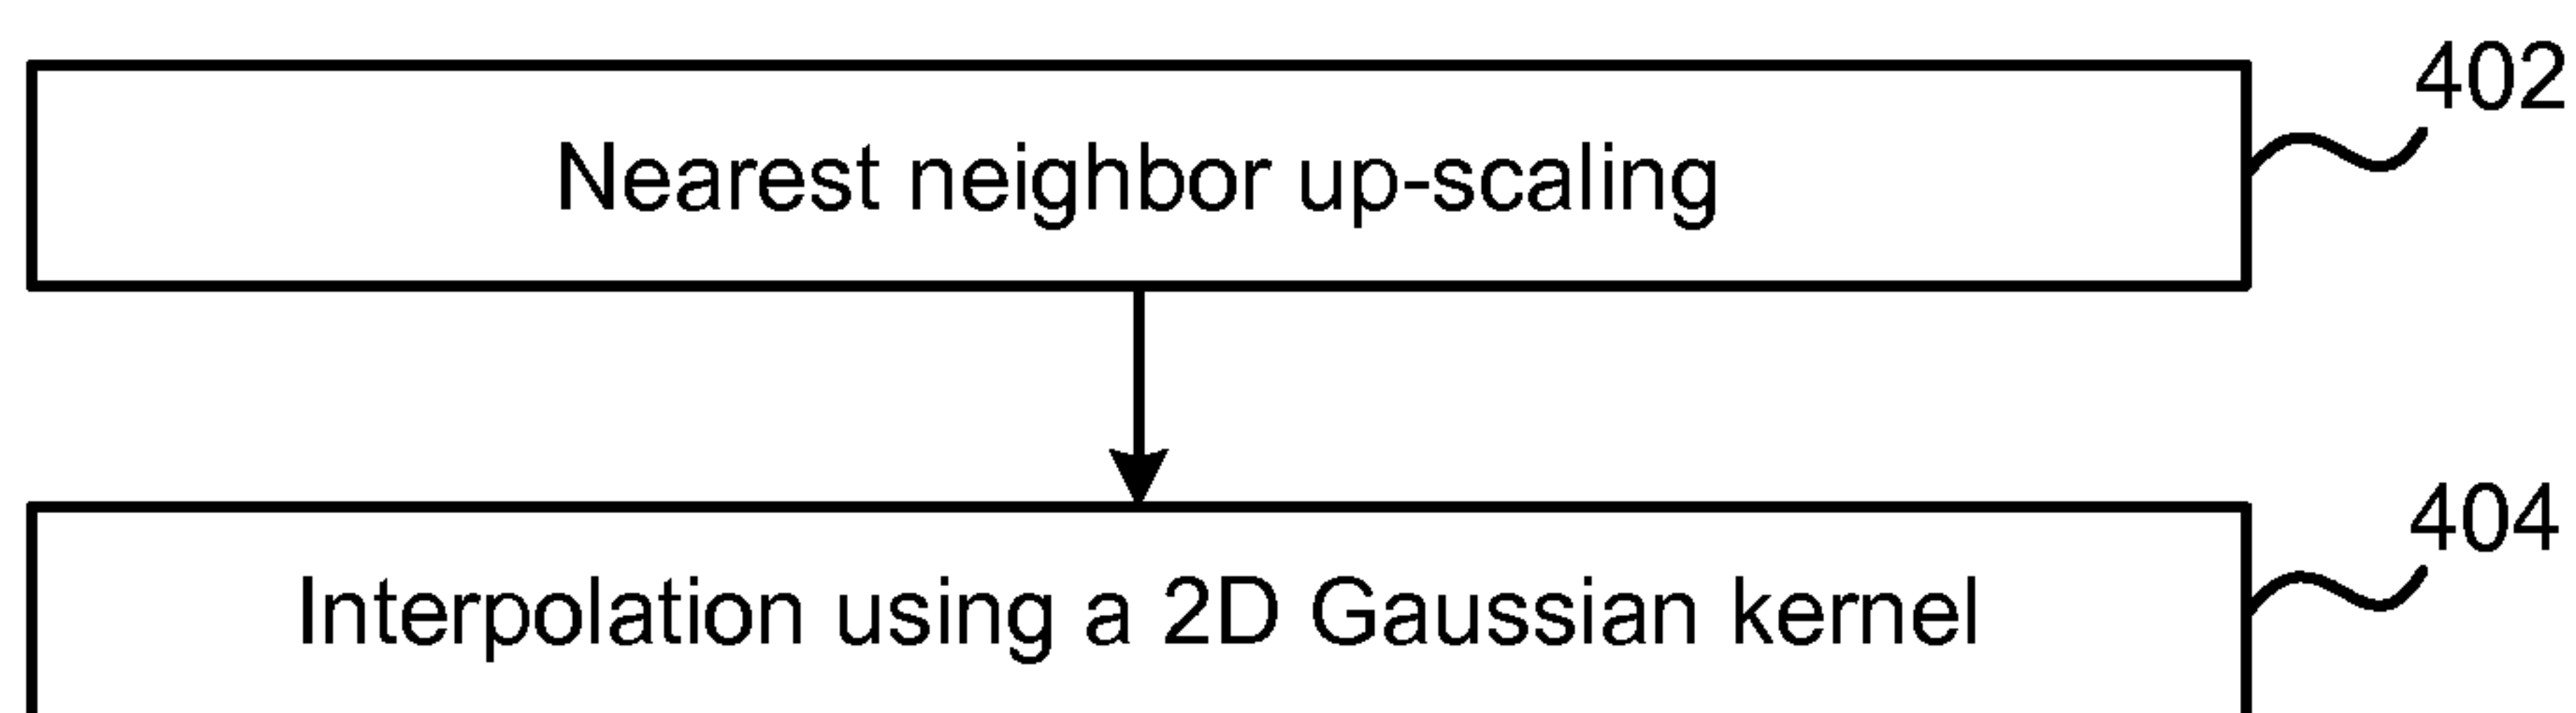 402
Nearest neighbor up-scaling
404
Interpolation using a 2D Gaussian kernel